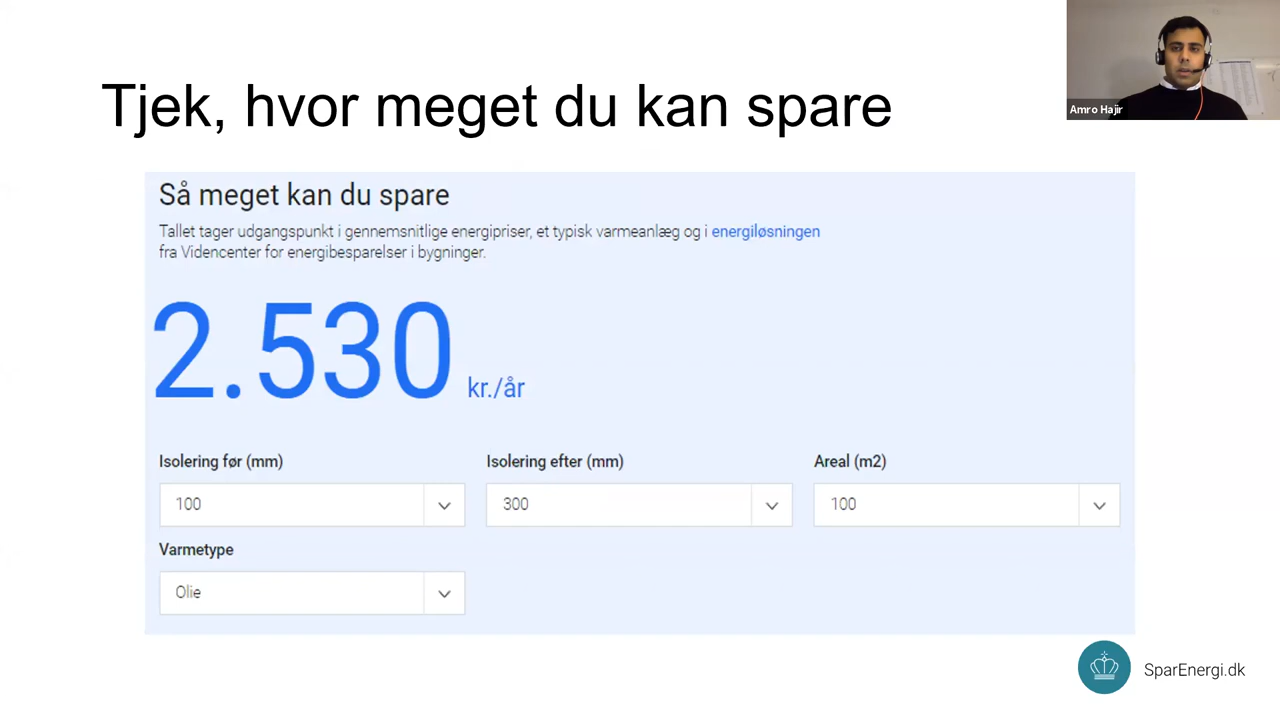 Tjek, hvor meget du kan spare
Amro Hajir
Så meget kan du spare
Tallet tager udgangspunkt i gennemsnitlige energipriser, et typisk varmeanlæg og i energiløsningen
fra Videncenter for energibesparelser i bygninger.
2.530 kr./år
Isolering før (mm) Isolering efter (mm) Areal (m2)
100 300 100
Varmetype
Olie
SparEnergi.dk